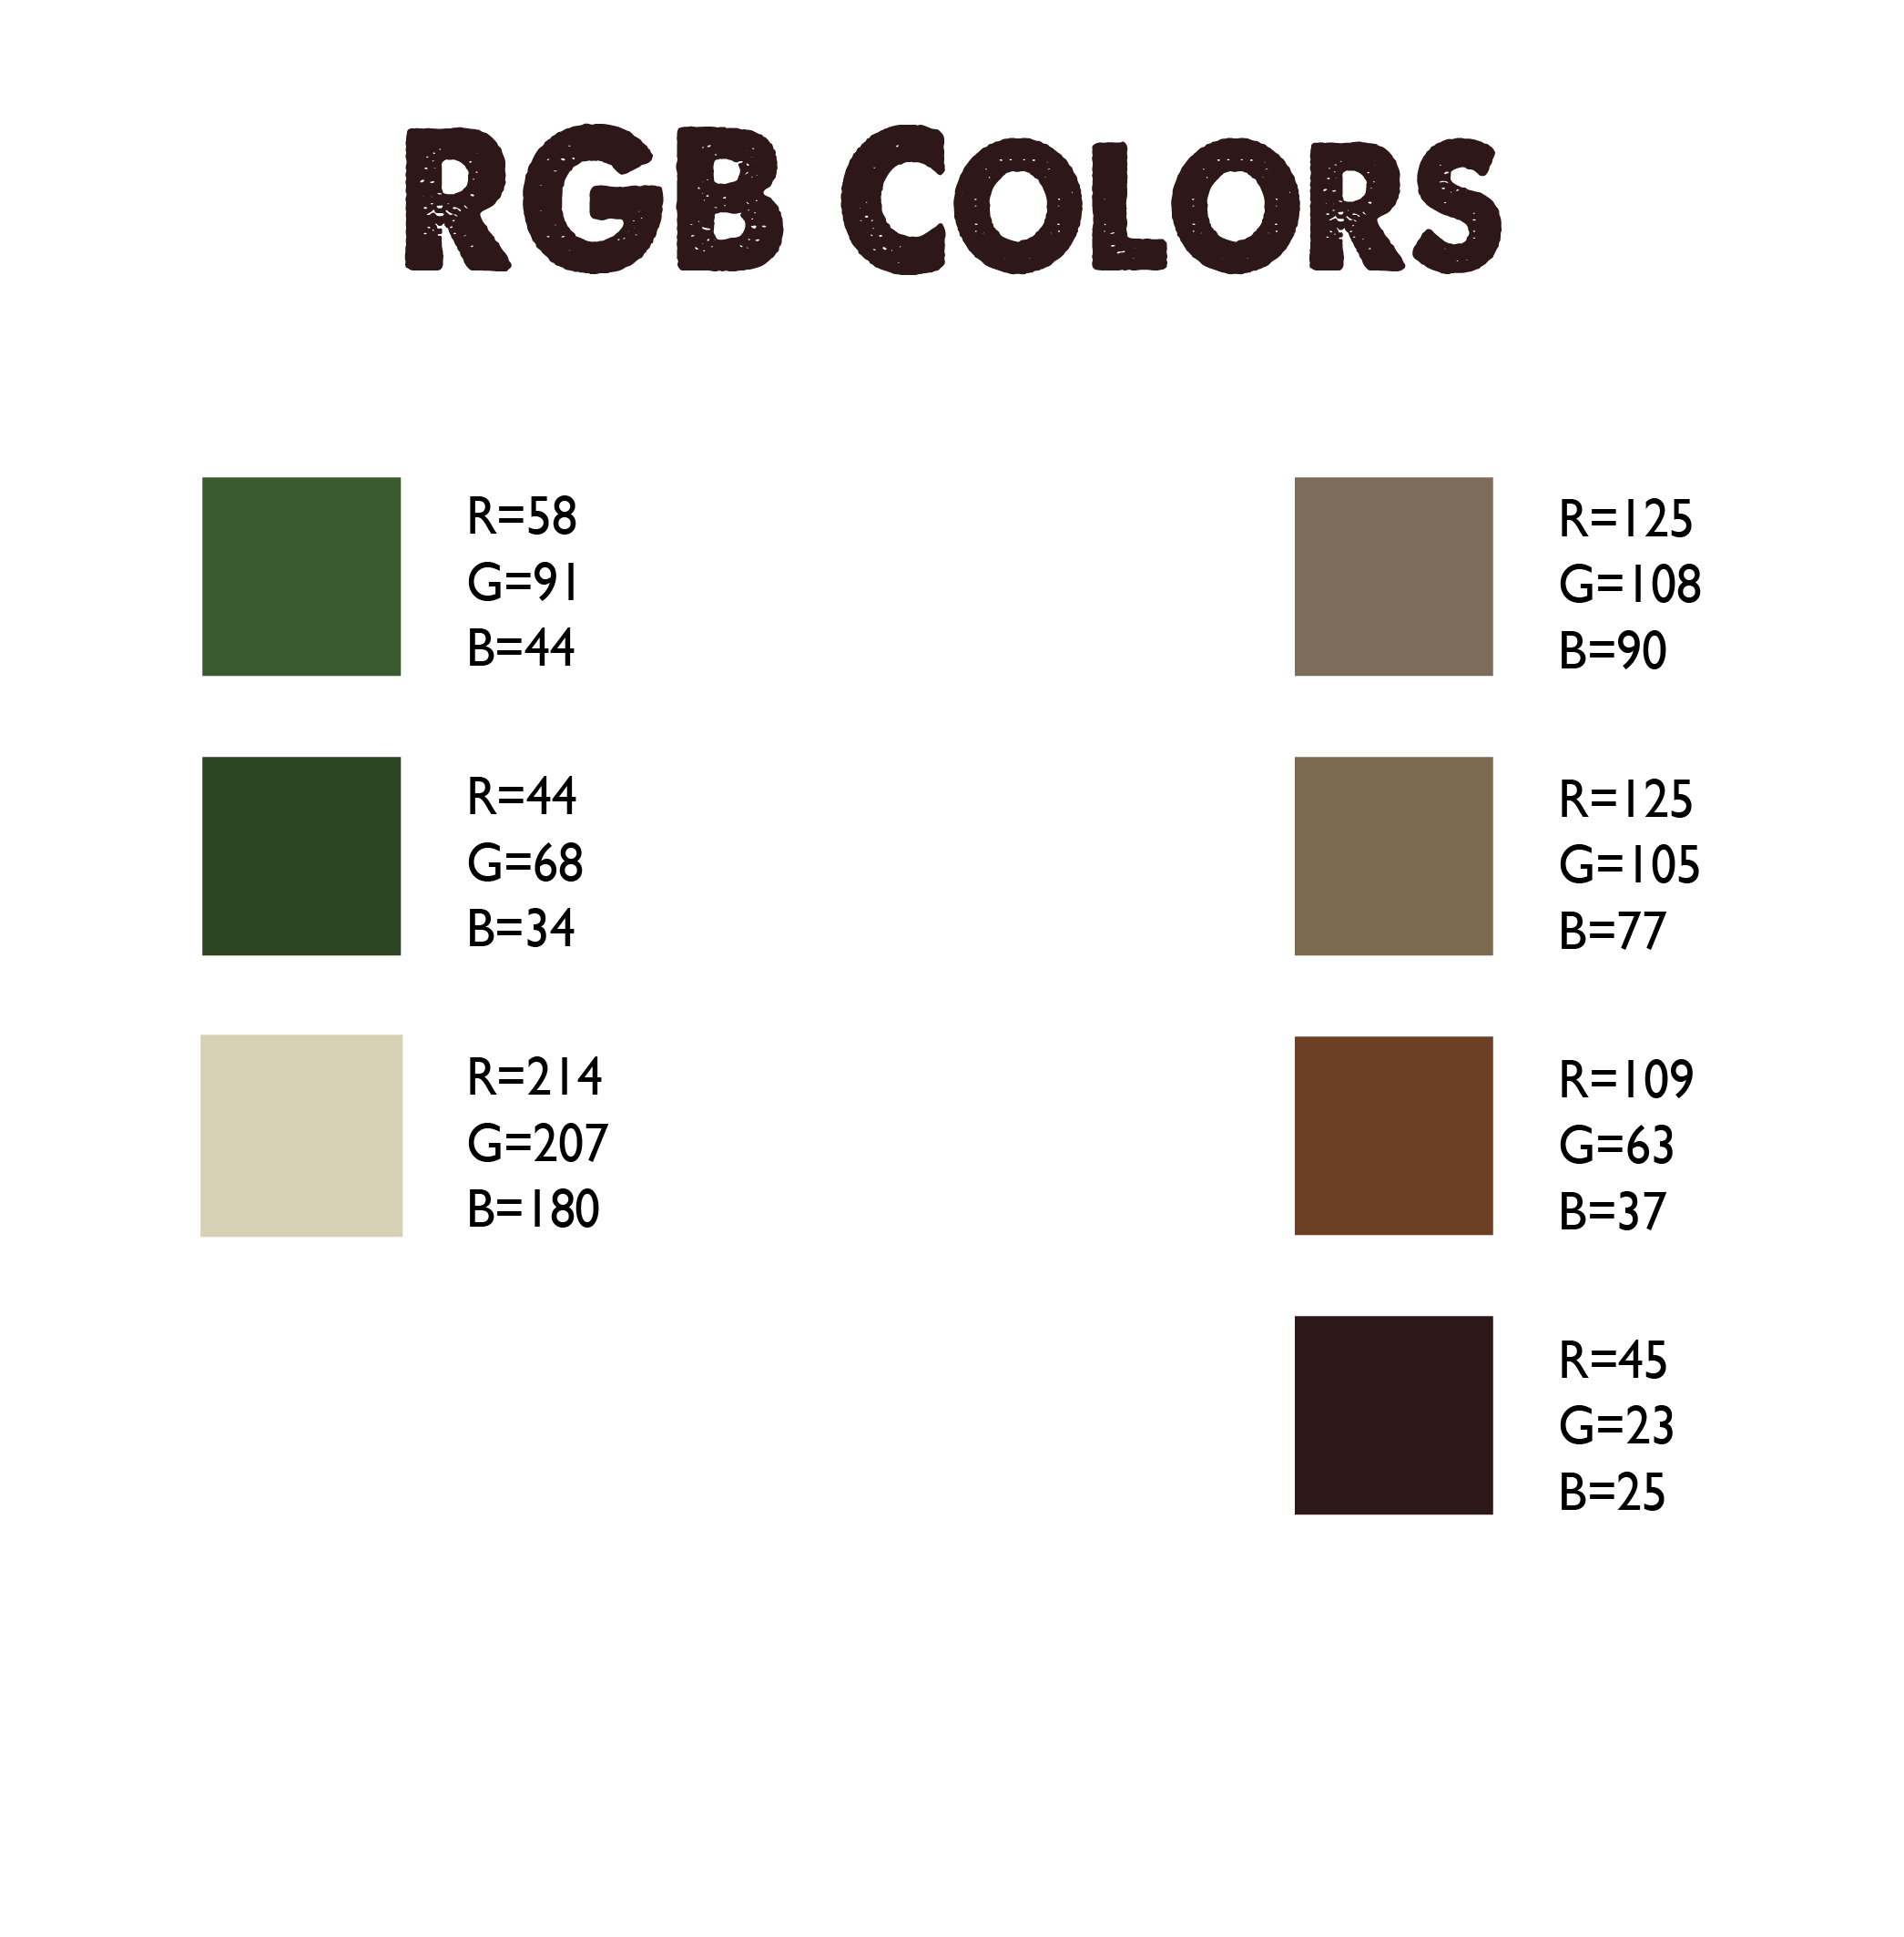 RGB COLORS
R=58
G=91
B=44
R=44
G=68
B=34
R=214
G=207
B=180
R=125
G=108
B=90
R=125
G=105
B=77
R=109
G=63
B=37
R=45
G=23
B=25